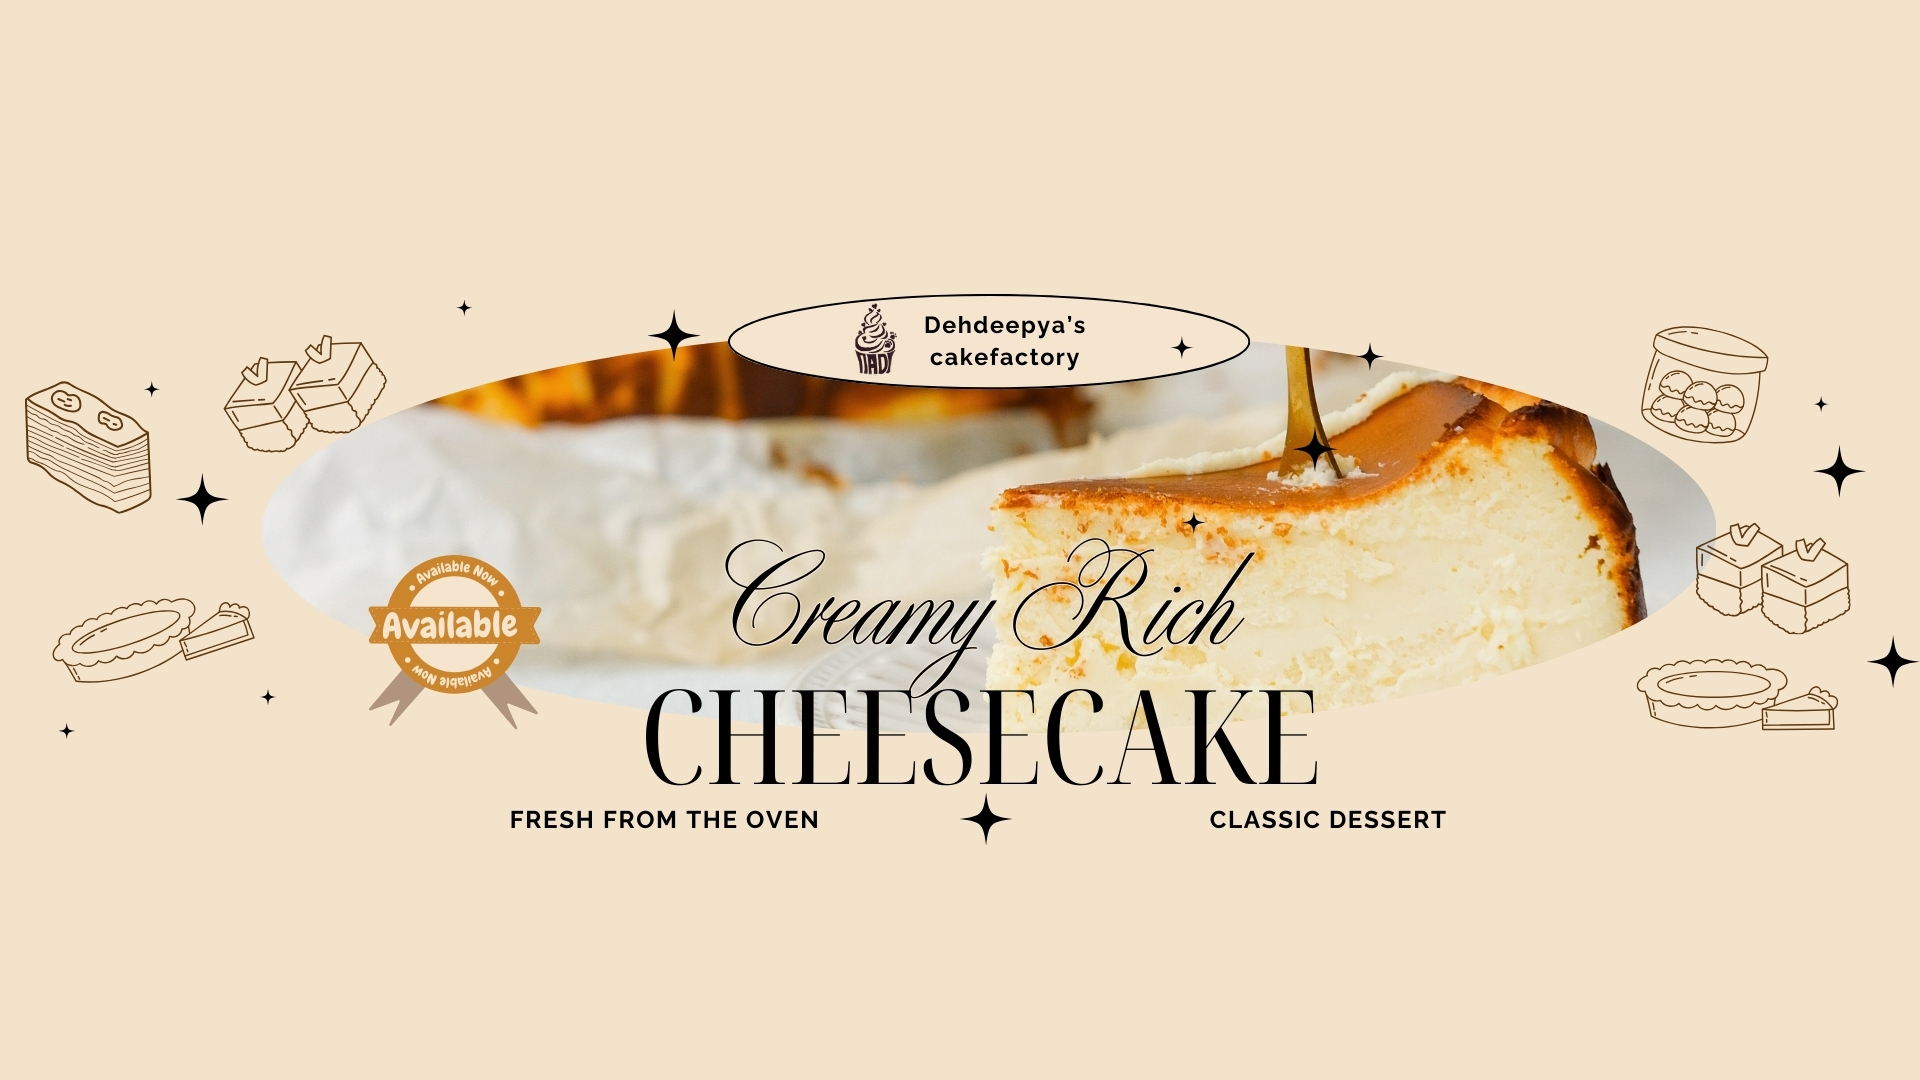 Dehdeepya’s
cakefactory
Creamy Rich
Available Now
Available
Available Now
CHEESECAKE
FRESH FROM THE OVEN
CLASSIC DESSERT